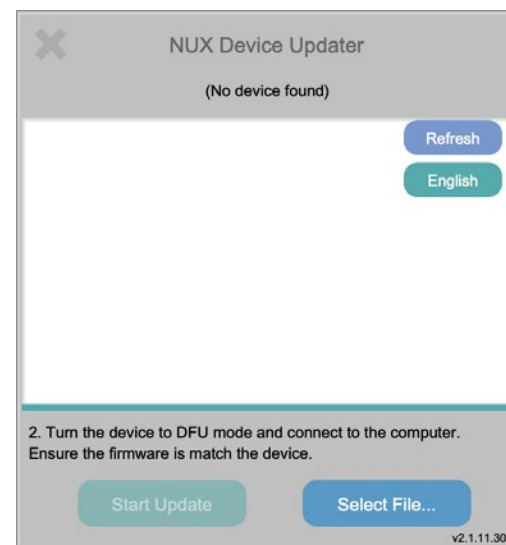 NUX Device Updater
(No device found)
Refresh
English
2. Turn the device to DFU mode and connect to the computer.
Ensure the firmware is match the device.
Start Update
Select File...
v2.1.11.30